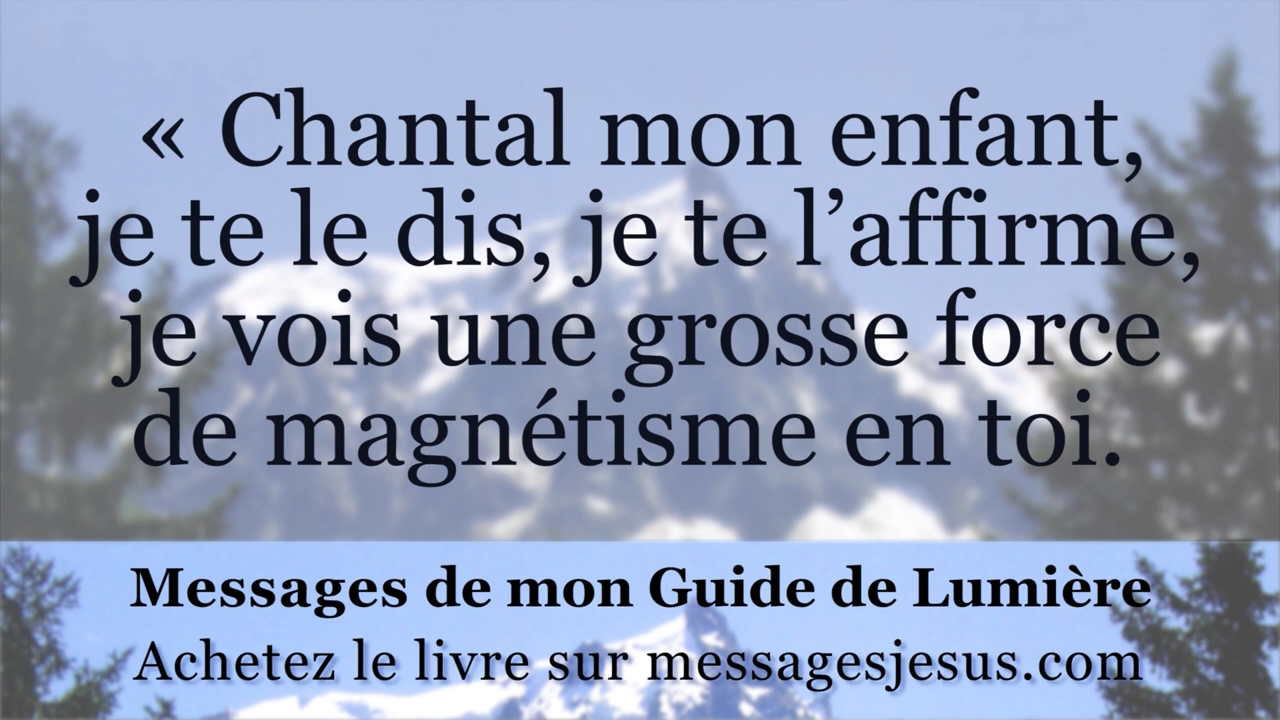 « Chantal mon enfant,
je te le dis, je te l’affirme,
je vois une grosse force
de magnétisme en toi.
Messages de mon Guide de Lumière
Achetez le livre sur messagesjesus.com